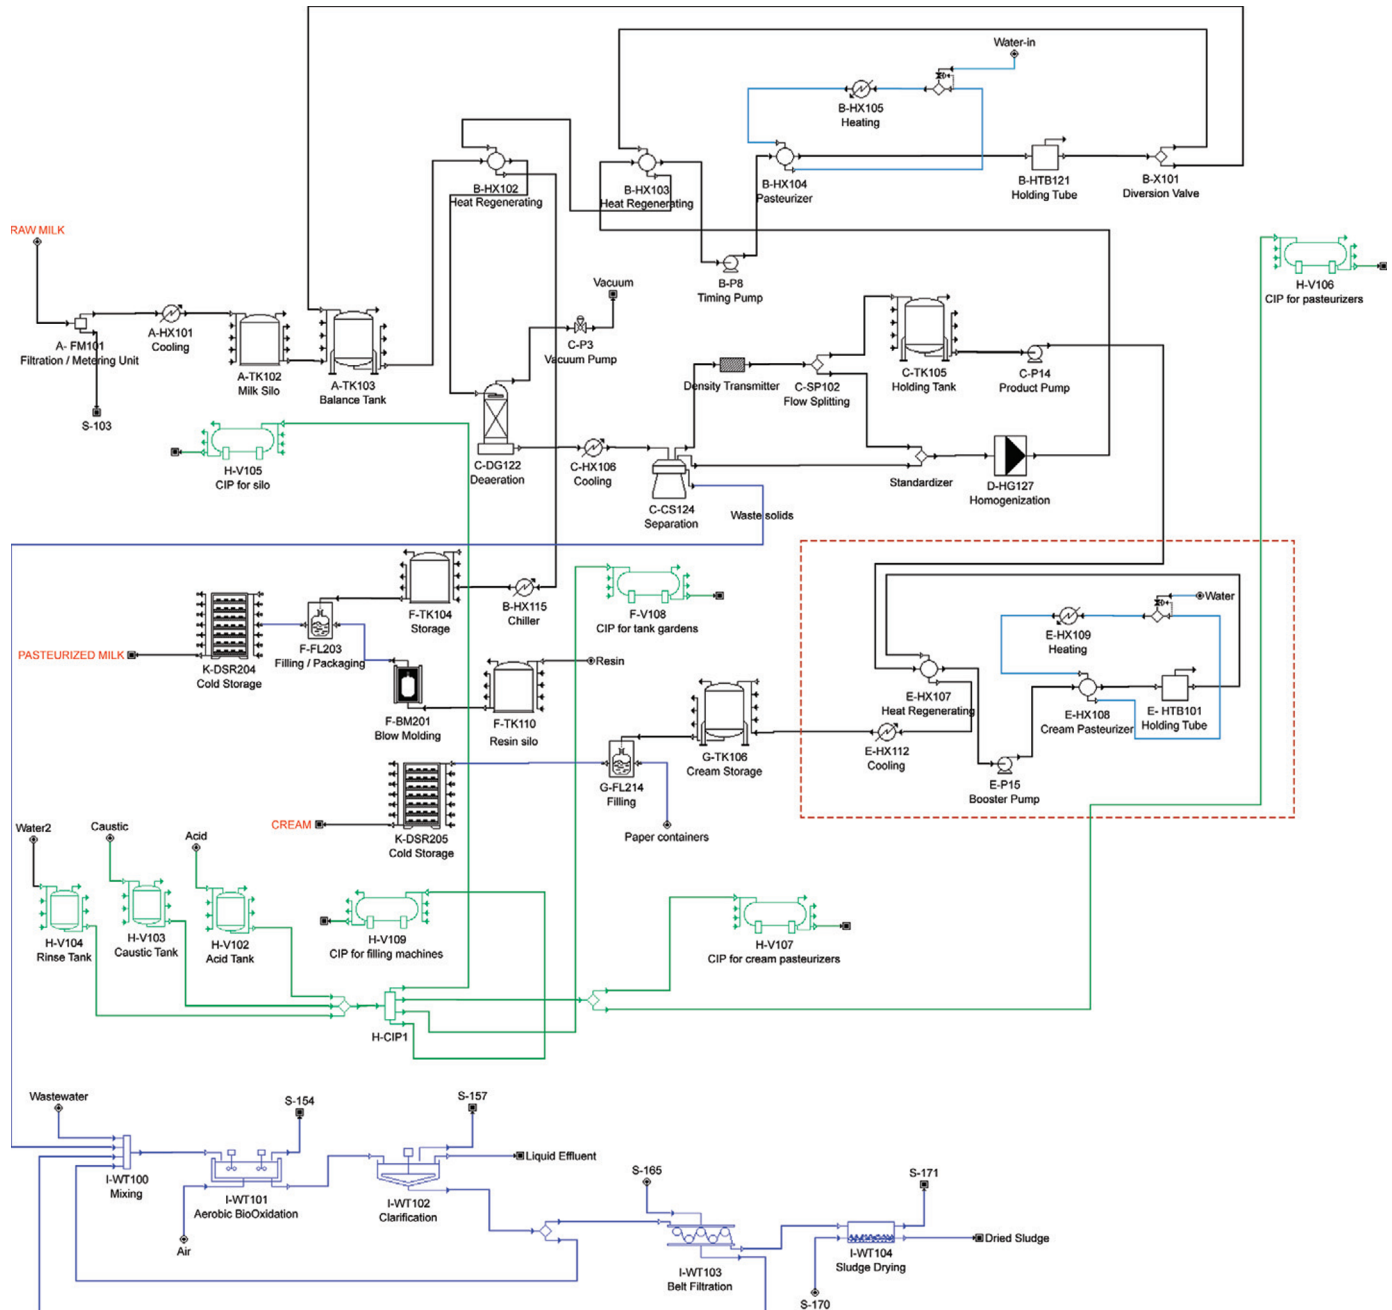 Water-in
B-HX105
Heating
B-HX102
Heat Regenerating
B-HX103
Heat Regenerating
B-HX104
Pasteurizer
B-HTB121
Holding Tube
B-X101
Diversion Valve
RAW MILK
A- FM101
Filtration / Metering Unit
A-HX101
Cooling
A-TK102
Milk Silo
A-TK103
Balance Tank
S-103
Vacuum
C-P3
Vacuum Pump
B-P8
Timing Pump
H-V106
CIP for pasteurizers
Density Transmitter
C-SP102
Flow Splitting
C-TK105
Holding Tank
C-P14
Product Pump
H-V105
CIP for silo
C-DG122
Deaeration
C-HX106
Cooling
C-CS124
Separation
Waste solids
Standardizer
D-HG127
Homogenization
F-TK104
Storage
B-HX115
Chiller
F-V108
CIP for tank gardens
PASTEURIZED MILK
K-DSR204
Cold Storage
F-FL203
Filling / Packaging
F-BM201
Blow Molding
F-TK110
Resin silo
Resin
Water
E-HX109
Heating
E-HX107
Heat Regenerating
E-HX108
Cream Pasteurizer
E- HTB101
Holding Tube
E-HX112
Cooling
E-P15
Booster Pump
G-TK106
Cream Storage
G-FL214
Filling
Paper containers
CREAM
K-DSR205
Cold Storage
Water2
Caustic
Acid
H-V104
Rinse Tank
H-V103
Caustic Tank
H-V102
Acid Tank
H-V109
CIP for filling machines
H-V107
CIP for cream pasteurizers
H-CIP1
Wastewater
S-154
S-157
I-WT100
Mixing
I-WT101
Aerobic BioOxidation
Air
I-WT102
Clarification
Liquid Effluent
S-165
I-WT103
Belt Filtration
S-171
I-WT104
Sludge Drying
Dried Sludge
S-170